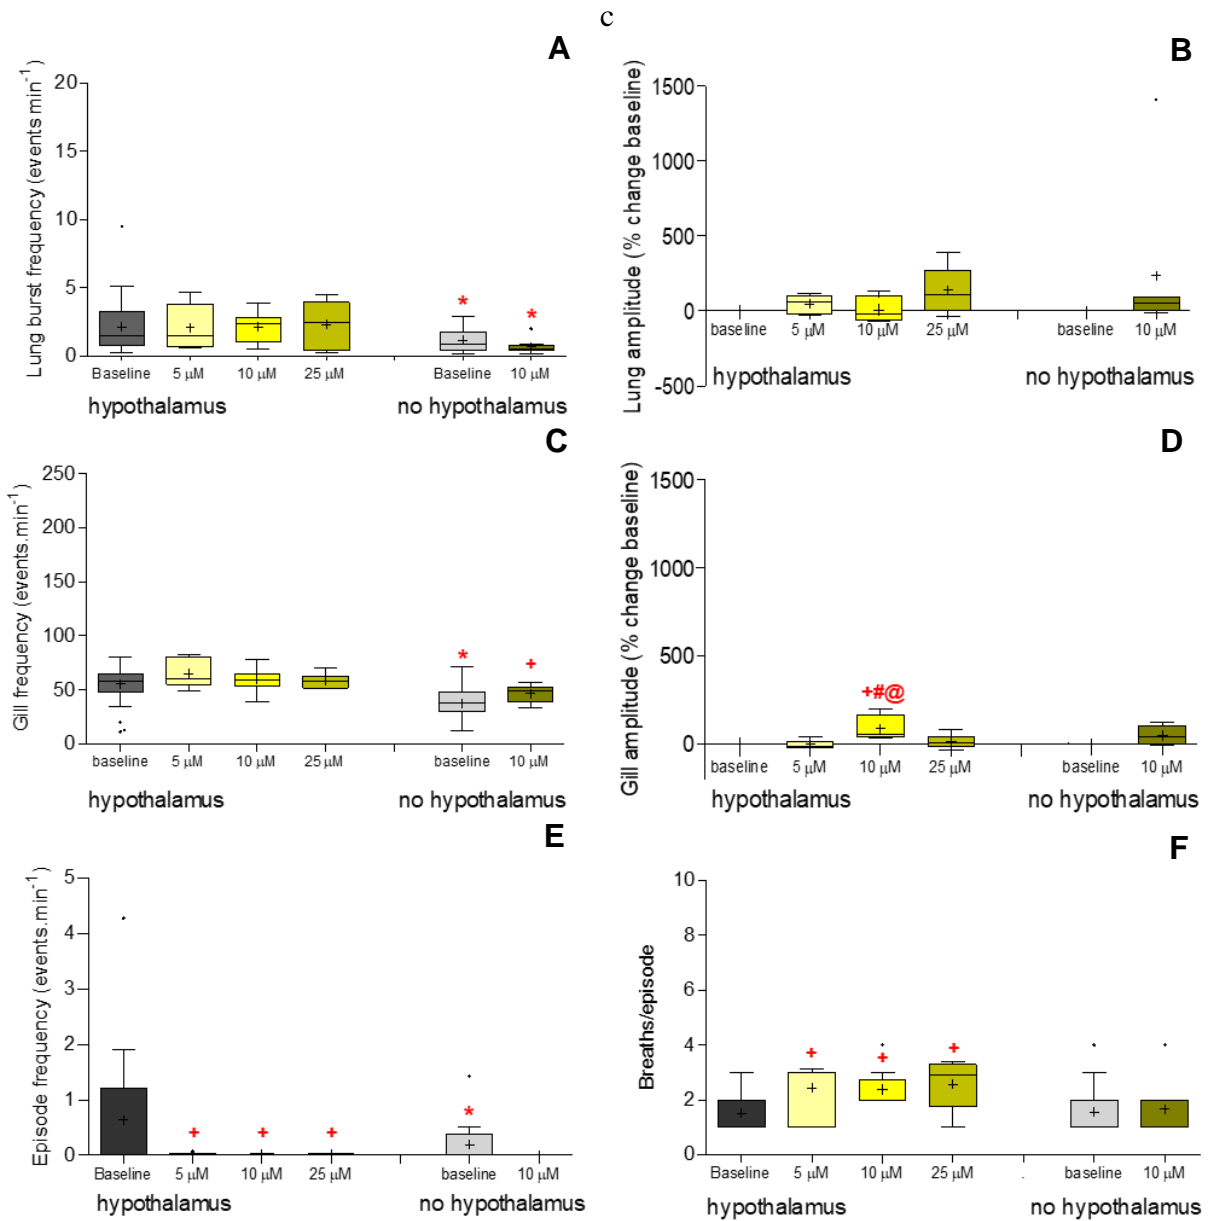 c
A
Lung burst frequency (events min⁻¹)
20
15
10
5
0
* *
Baseline 5 µM 10 µM 25 µM Baseline 10 µM
hypothalamus no hypothalamus
B
Lung amplitude (% change baseline)
1500
1000
500
0
-500
baseline 5 µM 10 µM 25 µM baseline 10 µM
hypothalamus no hypothalamus
C
Gill frequency (events.min⁻¹)
250
200
150
100
50
0
* +
baseline 5 µM 10 µM 25 µM baseline 10 µM
hypothalamus no hypothalamus
D
Gill amplitude (% change baseline)
1500
1000
500
0
+#@
baseline 5 µM 10 µM 25 µM baseline 10 µM
hypothalamus no hypothalamus
E
Episode frequency (events.min⁻¹)
5
4
3
2
1
0
+ + + *
Baseline 5 µM 10 µM 25 µM baseline 10 µM
hypothalamus no hypothalamus
F
Breaths/episode
10
8
6
4
2
0
+ + +
Baseline 5 µM 10 µM 25 µM baseline 10 µM
hypothalamus no hypothalamus